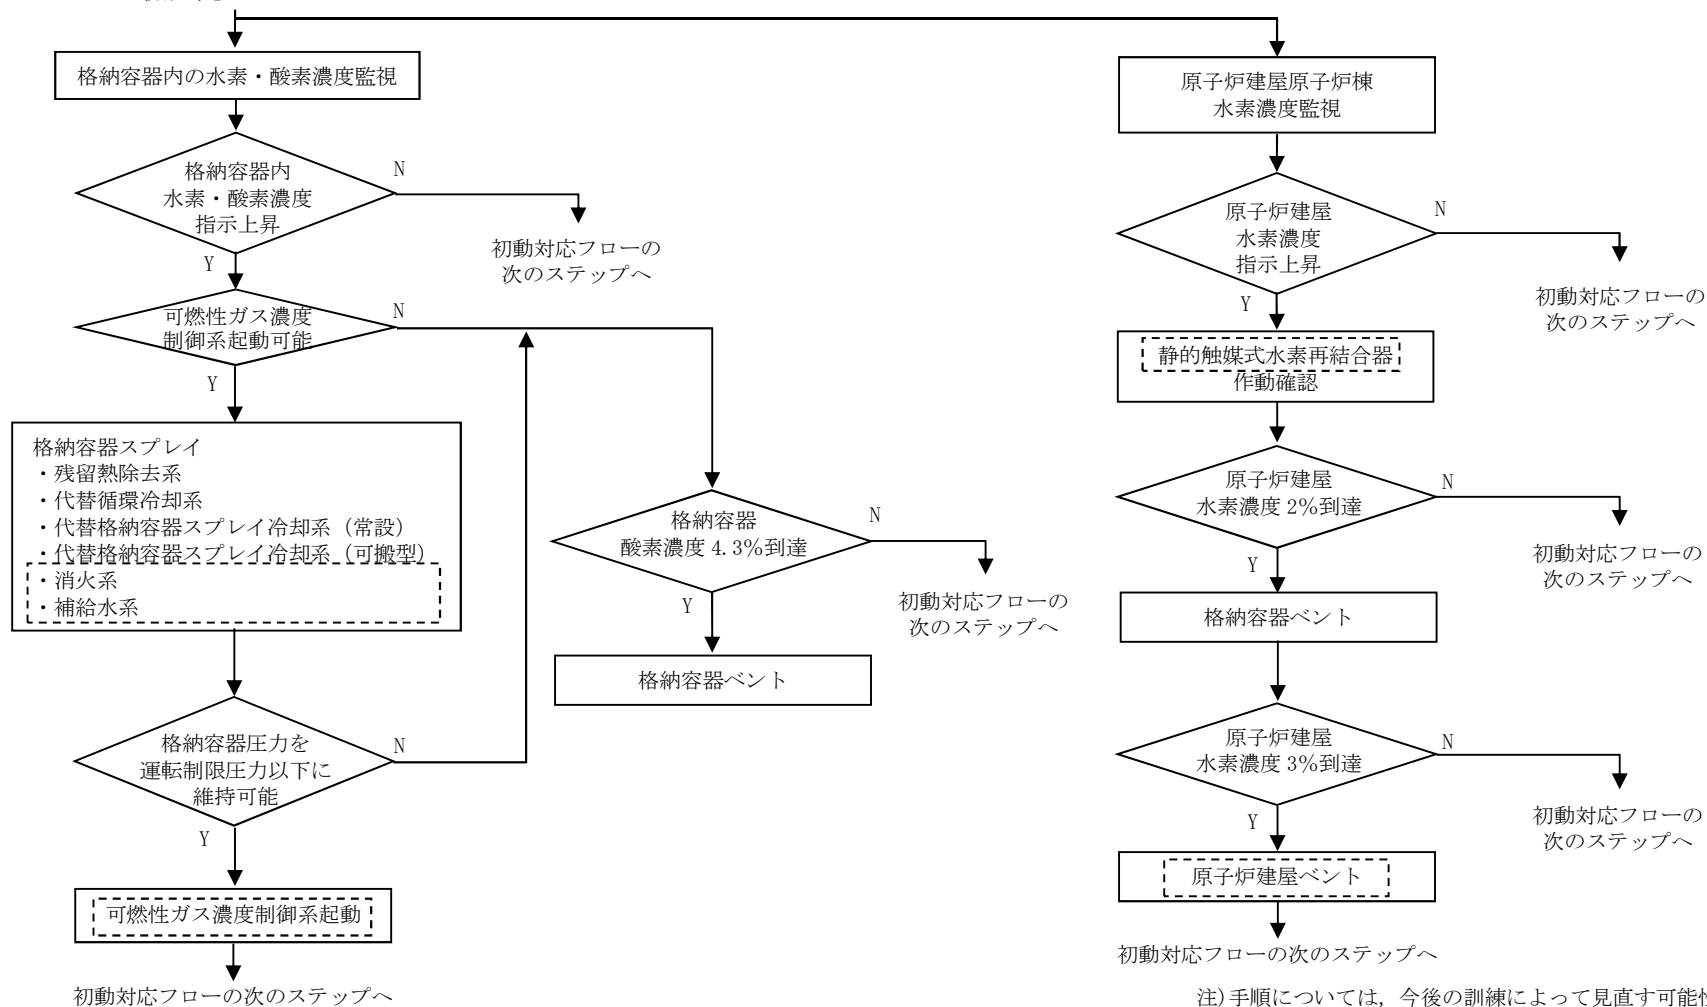 格納容器内の水素・酸素濃度監視
格納容器内
水素・酸素濃度
指示上昇
N
初動対応フローの
次のステップへ
Y
可燃性ガス濃度
制御系起動可能
N
Y
格納容器スプレイ
・残留熱除去系
・代替循環冷却系
・代替格納容器スプレイ冷却系（常設）
・代替格納容器スプレイ冷却系（可搬型）
・消火系
・補給水系
格納容器圧力を
運転制限圧力以下に
維持可能
N
Y
可燃性ガス濃度制御系起動
初動対応フローの次のステップへ
格納容器
酸素濃度 4.3%到達
N
初動対応フローの
次のステップへ
Y
格納容器ベント
原子炉建屋原子炉棟
水素濃度監視
原子炉建屋
水素濃度
指示上昇
N
初動対応フローの
次のステップへ
Y
静的触媒式水素再結合器
作動確認
原子炉建屋
水素濃度 2%到達
N
初動対応フローの
次のステップへ
Y
格納容器ベント
原子炉建屋
水素濃度 3%到達
N
初動対応フローの
次のステップへ
Y
原子炉建屋ベント
初動対応フローの次のステップへ
注)手順については，今後の訓練によって見直す可能